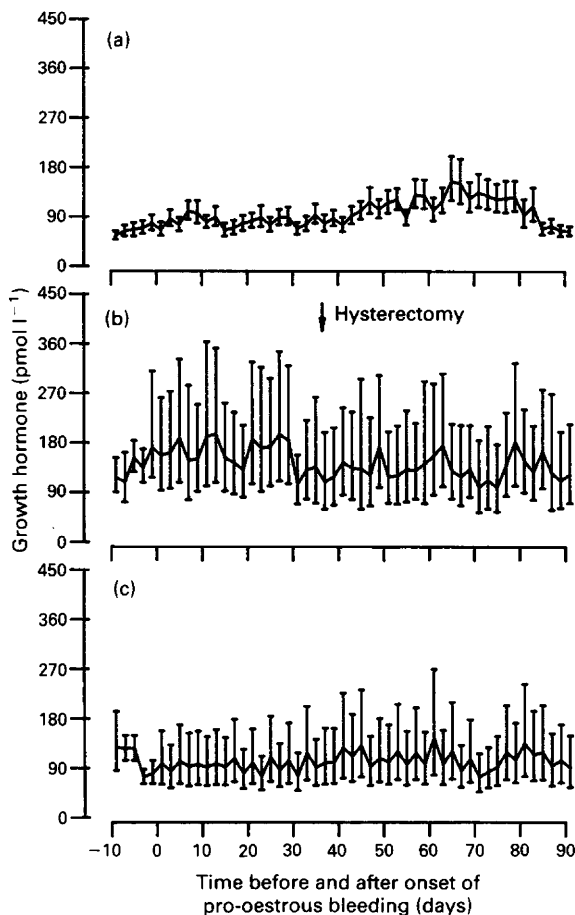 450
(a)
360
270
180
90
0
450
(b)
Hysterectomy
360
270
180
90
0
Growth hormone (pmol l⁻¹)
450
(c)
360
270
180
90
0
−10 0 10 20 30 40 50 60 70 80 90
Time before and after onset of
pro-oestrous bleeding (days)